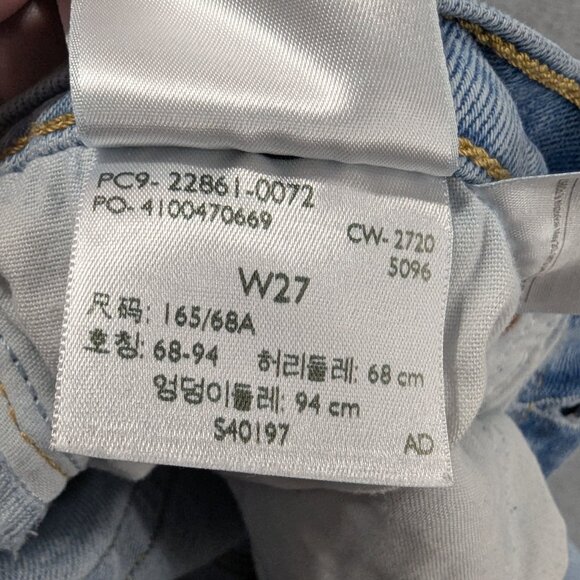 PC9- 22861-0072
PO- 4100470669
CW- 2720
5096
W27
尺码: 165/68A
호칭: 68-94 허리둘레: 68 cm
엉덩이둘레: 94 cm
S40197
AD